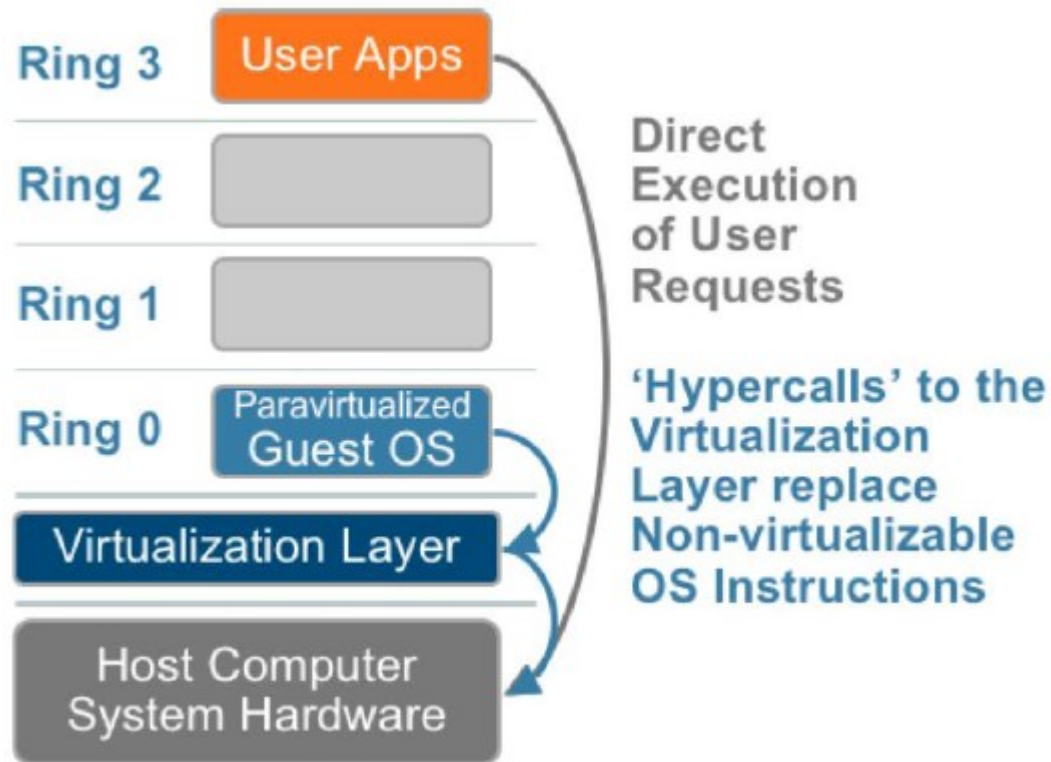 Ring 3
User Apps
Ring 2
Ring 1
Ring 0
Paravirtualized
Guest OS
Virtualization Layer
Host Computer
System Hardware
Direct
Execution
of User
Requests
‘Hypercalls’ to the
Virtualization
Layer replace
Non-virtualizable
OS Instructions